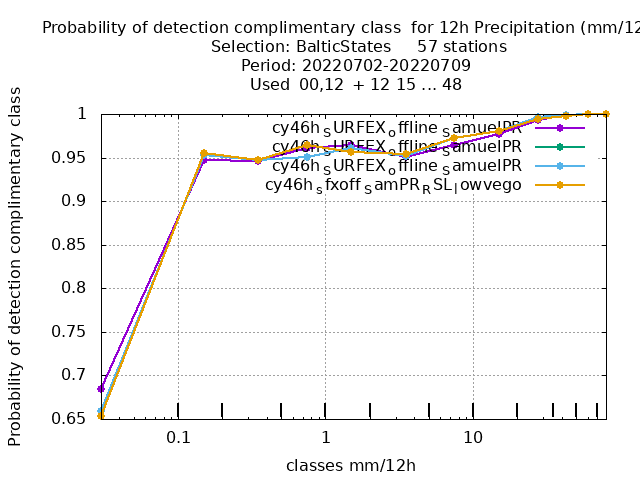 Probability of detection complimentary class  for 12h Precipitation (mm/12
Selection: BalticStates     57 stations
Period: 20220702-20220709
Used  00,12  + 12 15 ... 48
Probability of detection complimentary class
1
0.95
0.9
0.85
0.8
0.75
0.7
0.65
cy46h_SURFEX_offline_SamuelPR
cy46h_SURFEX_offline_SamuelPR
cy46h_SURFEX_offline_SamuelPR
cy46h_sfxoff_SamPR_RSL_lowvego
0.1 1 10
classes mm/12h